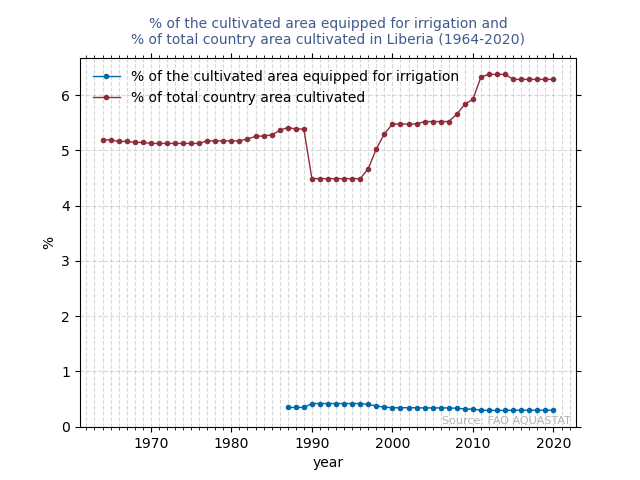 % of the cultivated area equipped for irrigation and
% of total country area cultivated in Liberia (1964-2020)
% of the cultivated area equipped for irrigation
% of total country area cultivated
6
5
4
3
2
1
0
%
Source: FAO AQUASTAT
1970 1980 1990 2000 2010 2020
year